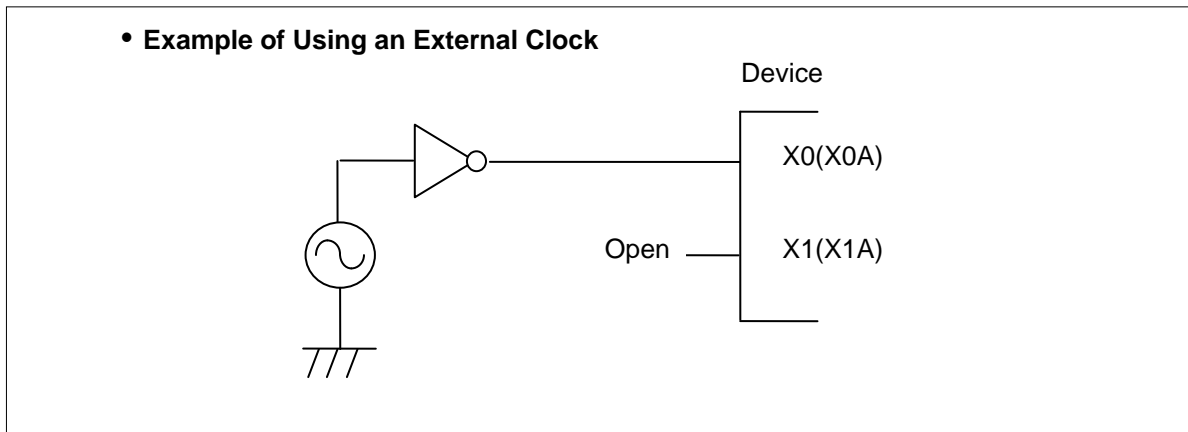 • Example of Using an External Clock
Device
X0(X0A)
Open
X1(X1A)